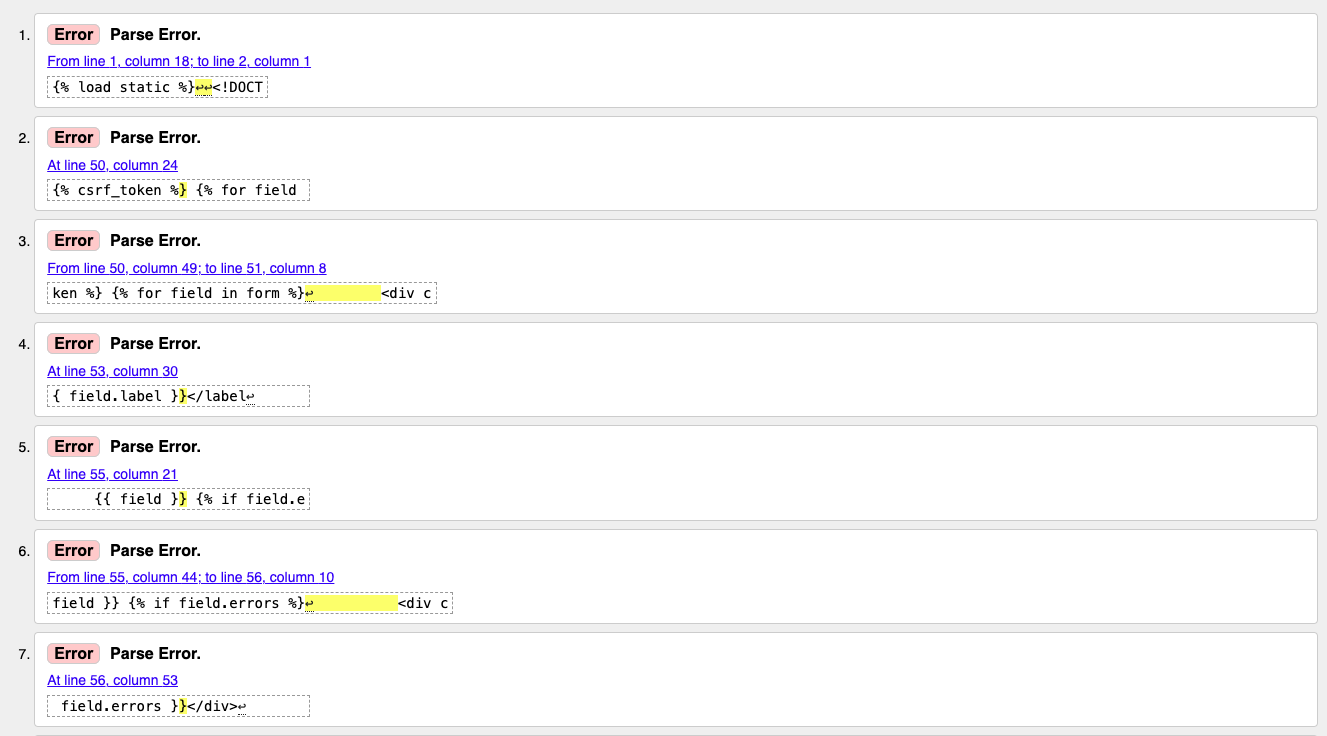 1. Error Parse Error.
From line 1, column 18; to line 2, column 1
{% load static %}↩↩<!DOCT
2. Error Parse Error.
At line 50, column 24
{% csrf_token %} {% for field
3. Error Parse Error.
From line 50, column 49; to line 51, column 8
ken %} {% for field in form %}↩        <div c
4. Error Parse Error.
At line 53, column 30
{ field.label }}</label↩
5. Error Parse Error.
At line 55, column 21
{{ field }} {% if field.e
6. Error Parse Error.
From line 55, column 44; to line 56, column 10
field }} {% if field.errors %}↩          <div c
7. Error Parse Error.
At line 56, column 53
field.errors }}</div>↩